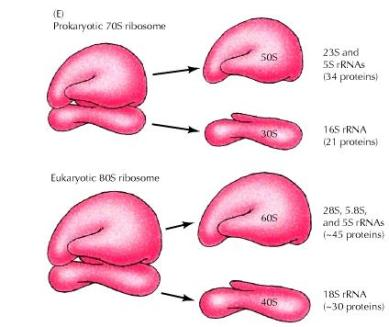 (E)
Prokaryotic 70S ribosome
50S
23S and
5S rRNAs
(34 proteins)
30S
16S rRNA
(21 proteins)
Eukaryotic 80S ribosome
60S
28S, 5.8S,
and 5S rRNAs
(~45 proteins)
40S
18S rRNA
(~30 proteins)